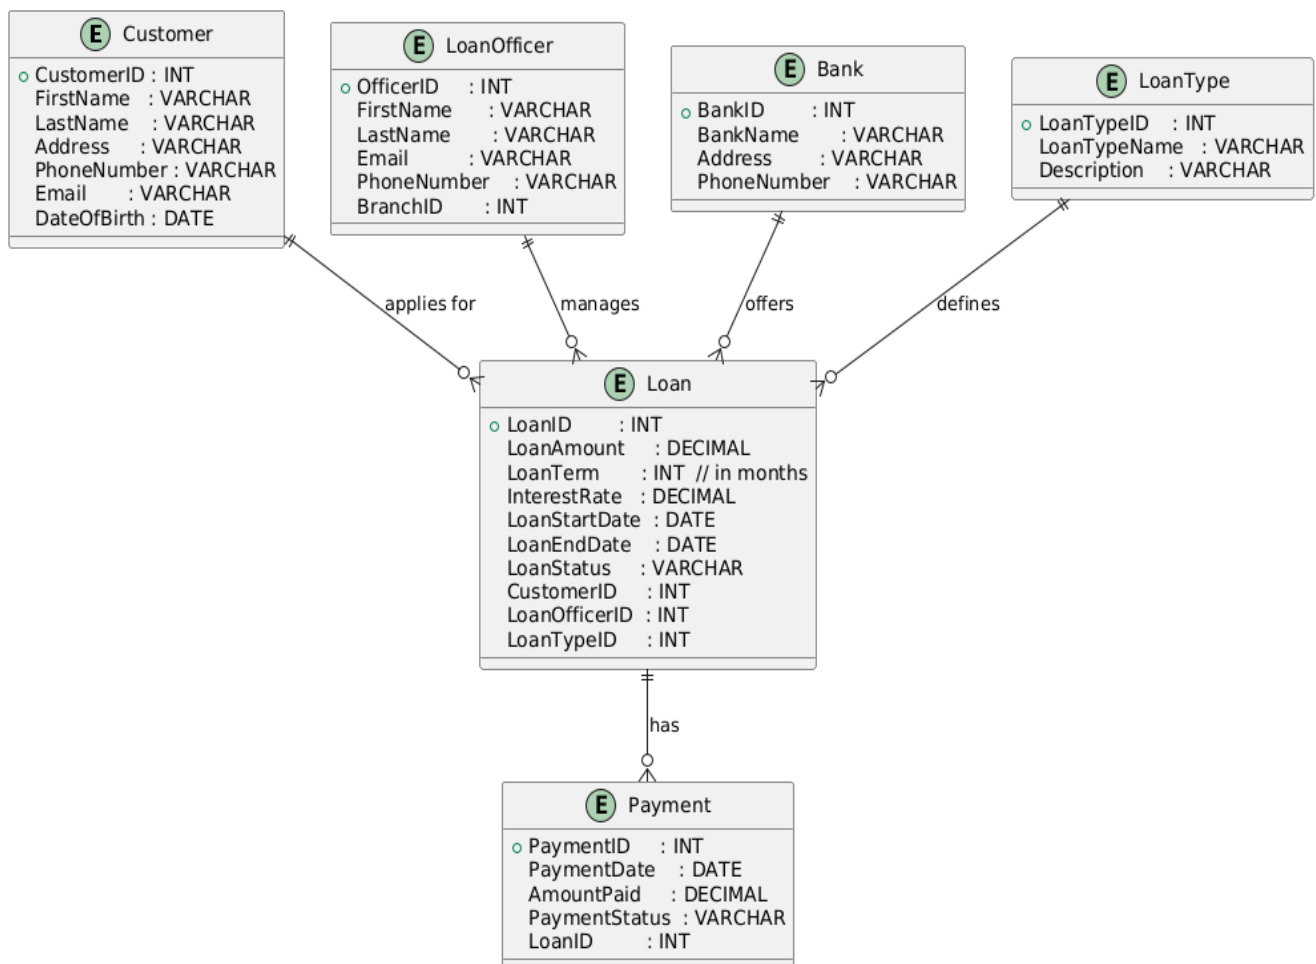 E Customer
CustomerID : INT
FirstName : VARCHAR
LastName : VARCHAR
Address : VARCHAR
PhoneNumber : VARCHAR
Email : VARCHAR
DateOfBirth : DATE
E LoanOfficer
OfficerID : INT
FirstName : VARCHAR
LastName : VARCHAR
Email : VARCHAR
PhoneNumber : VARCHAR
BranchID : INT
E Bank
BankID : INT
BankName : VARCHAR
Address : VARCHAR
PhoneNumber : VARCHAR
E LoanType
LoanTypeID : INT
LoanTypeName : VARCHAR
Description : VARCHAR
applies for
manages
offers
defines
E Loan
LoanID : INT
LoanAmount : DECIMAL
LoanTerm : INT // in months
InterestRate : DECIMAL
LoanStartDate : DATE
LoanEndDate : DATE
LoanStatus : VARCHAR
CustomerID : INT
LoanOfficerID : INT
LoanTypeID : INT
has
E Payment
PaymentID : INT
PaymentDate : DATE
AmountPaid : DECIMAL
PaymentStatus : VARCHAR
LoanID : INT